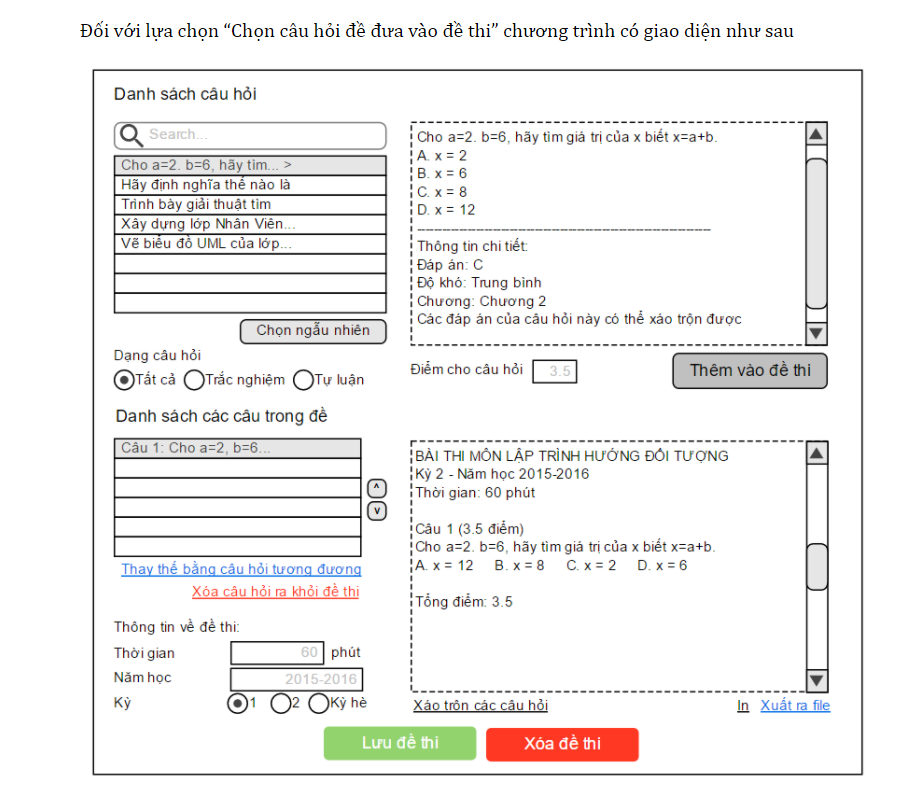 Đối với lựa chọn “Chọn câu hỏi đề đưa vào đề thi” chương trình có giao diện như sau
Danh sách câu hỏi
Search...
Cho a=2. b=6, hãy tìm... >
Hãy định nghĩa thế nào là
Trình bày giải thuật tìm
Xây dựng lớp Nhân Viên...
Vẽ biểu đồ UML của lớp...
Chọn ngẫu nhiên
Dạng câu hỏi
Tất cả Trắc nghiệm Tự luận
Cho a=2. b=6, hãy tìm giá trị của x biết x=a+b.
A. x = 2
B. x = 6
C. x = 8
D. x = 12
Thông tin chi tiết:
Đáp án: C
Độ khó: Trung bình
Chương: Chương 2
Các đáp án của câu hỏi này có thể xáo trộn được
Điểm cho câu hỏi 3.5 Thêm vào đề thi
Danh sách các câu trong đề
Câu 1: Cho a=2, b=6...
^
v
Thay thế bằng câu hỏi tương đương
Xóa câu hỏi ra khỏi đề thi
Thông tin về đề thi:
Thời gian 60 phút
Năm học 2015-2016
Kỳ 1 2 Kỳ hè
BÀI THI MÔN LẬP TRÌNH HƯỚNG ĐỐI TƯỢNG
Kỳ 2 - Năm học 2015-2016
Thời gian: 60 phút
Câu 1 (3.5 điểm)
Cho a=2. b=6, hãy tìm giá trị của x biết x=a+b.
A. x = 12 B. x = 8 C. x = 2 D. x = 6
Tổng điểm: 3.5
Xáo trôn các câu hỏi In Xuất ra file
Lưu đề thi Xóa đề thi